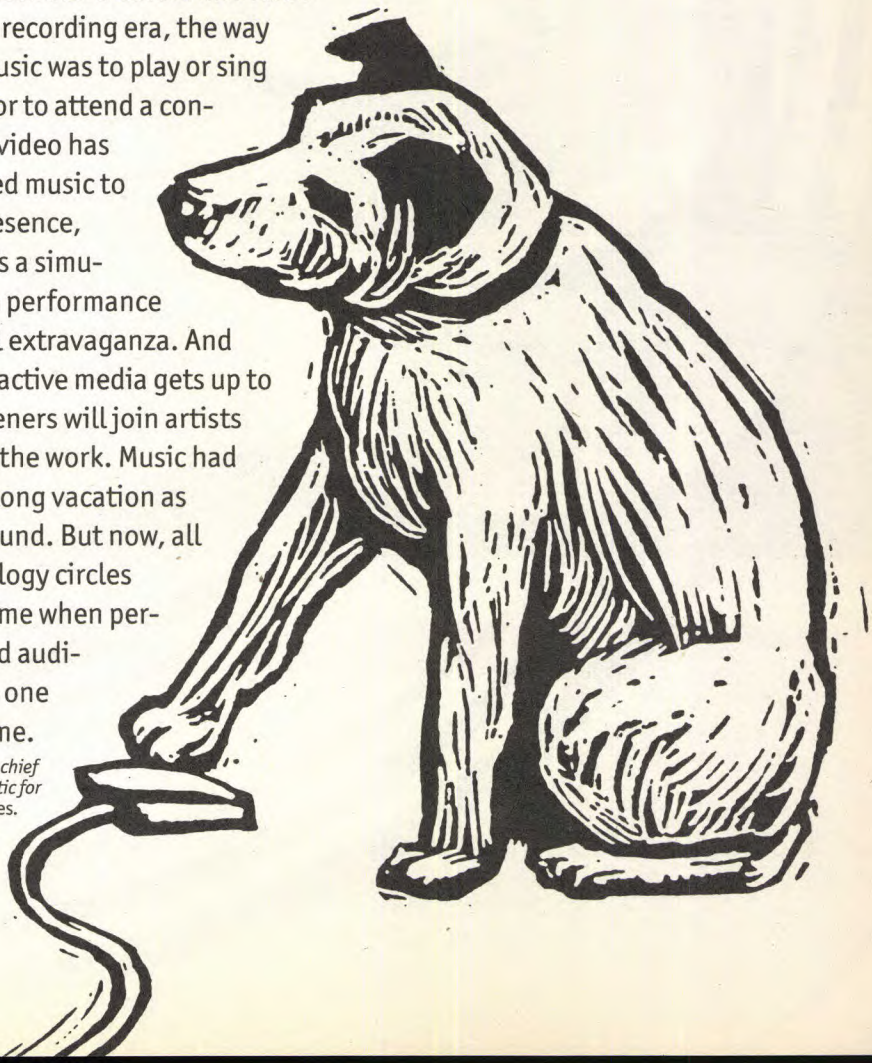 recording era, the way
usic was to play or sing
or to attend a con-
video has
ed music to
esence,
s a simu-
performance
extravaganza. And
active media gets up to
eners will join artists
the work. Music had
ong vacation as
und. But now, all
logy circles
me when per-
d audi-
one
ne.
chief
tic for
es.